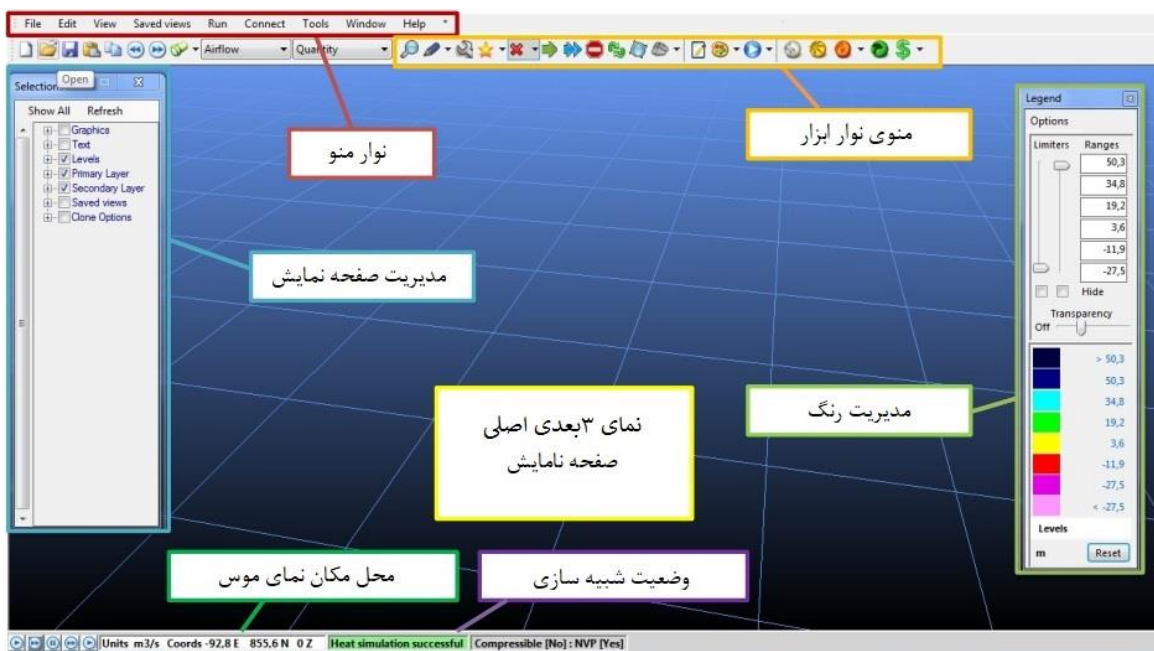 File Edit View Saved views Run Connect Tools Window Help
Airflow Quantity
Open
Selection
Show All Refresh
Graphics
Text
Levels
Primary Layer
Secondary Layer
Saved views
Clone Options
نوار منو
منوی نوار ابزار
مدیریت صفحه نمایش
نمای ۳بعدی اصلی
صفحه نامایش
مدیریت رنگ
محل مکان نمای موس
وضعیت شبیه سازی
Legend
Options
Limiters Ranges
50,3
34,8
19,2
3,6
-11,9
-27,5
Hide
Transparency
Off
> 50,3
50,3
34,8
19,2
3,6
-11,9
-27,5
< -27,5
Levels
m Reset
Units m3/s Coords -92,8 E 855,6 N 0 Z Heat simulation successful Compressible [No] : NVP [Yes]